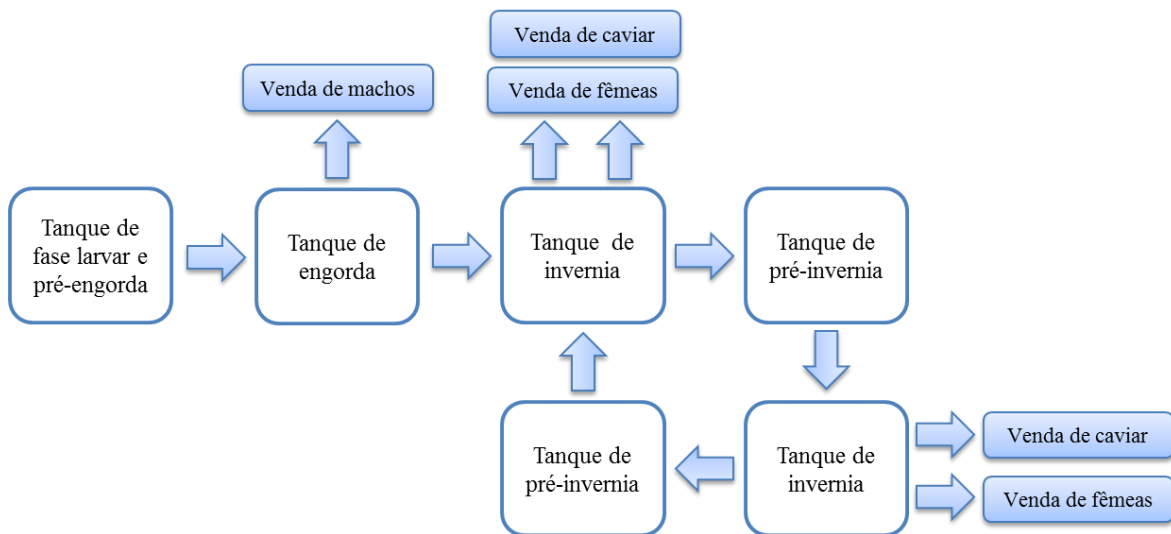 Venda de caviar
Venda de machos
Venda de fêmeas
Tanque de
fase larvar e
pré-engorda
Tanque de
engorda
Tanque de
invernia
Tanque de
pré-invernia
Tanque de
pré-invernia
Tanque de
invernia
Venda de caviar
Venda de fêmeas